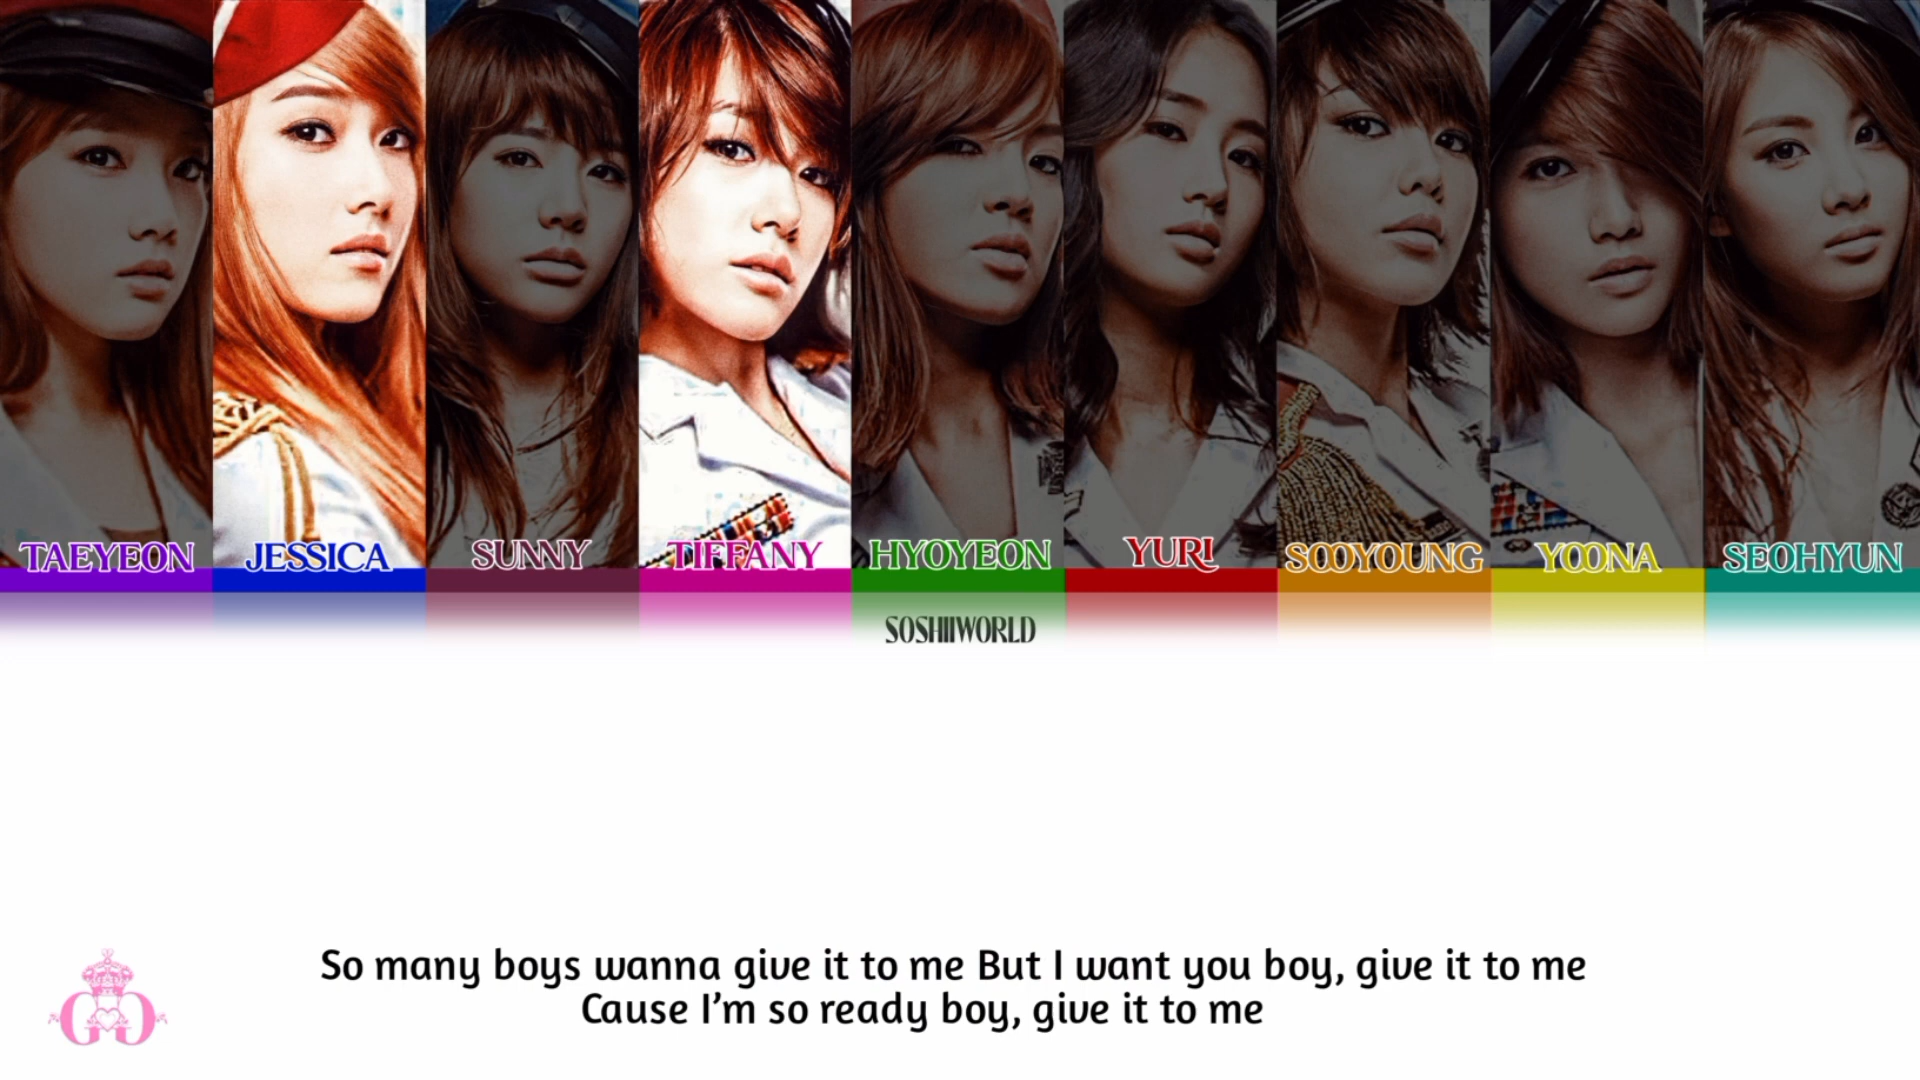 TAEYEON JESSICA SUNNY TIFFANY HYOYEON YURI SOOYOUNG YOONA SEOHYUN
SOSHIIWORLD
So many boys wanna give it to me But I want you boy, give it to me
Cause I’m so ready boy, give it to me
GG